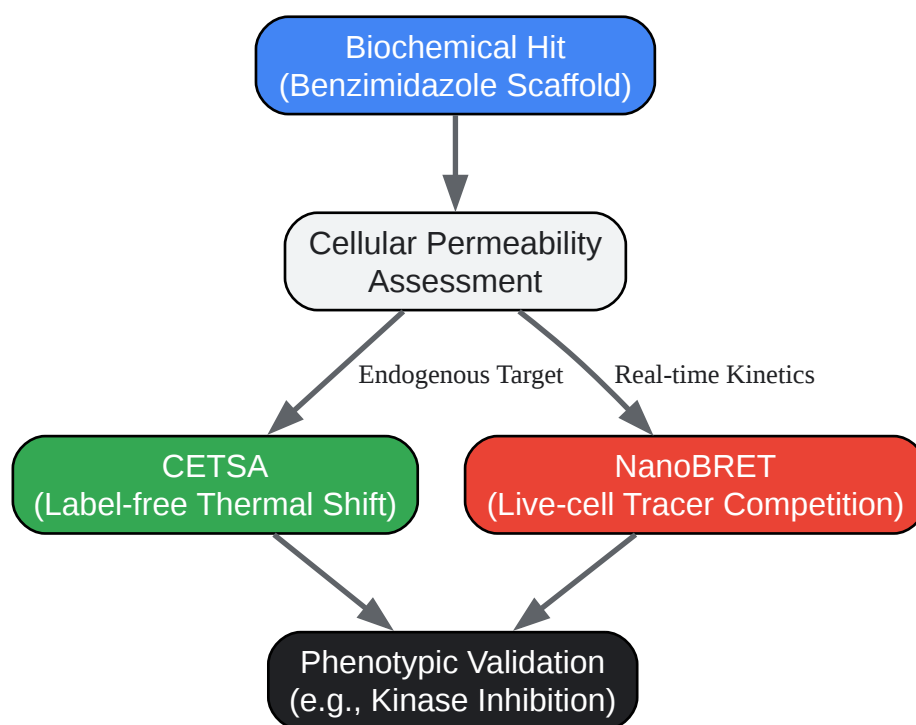 Biochemical Hit
(Benzimidazole Scaffold)
Cellular Permeability
Assessment
Endogenous Target
Real-time Kinetics
CETSA
(Label-free Thermal Shift)
NanoBRET
(Live-cell Tracer Competition)
Phenotypic Validation
(e.g., Kinase Inhibition)